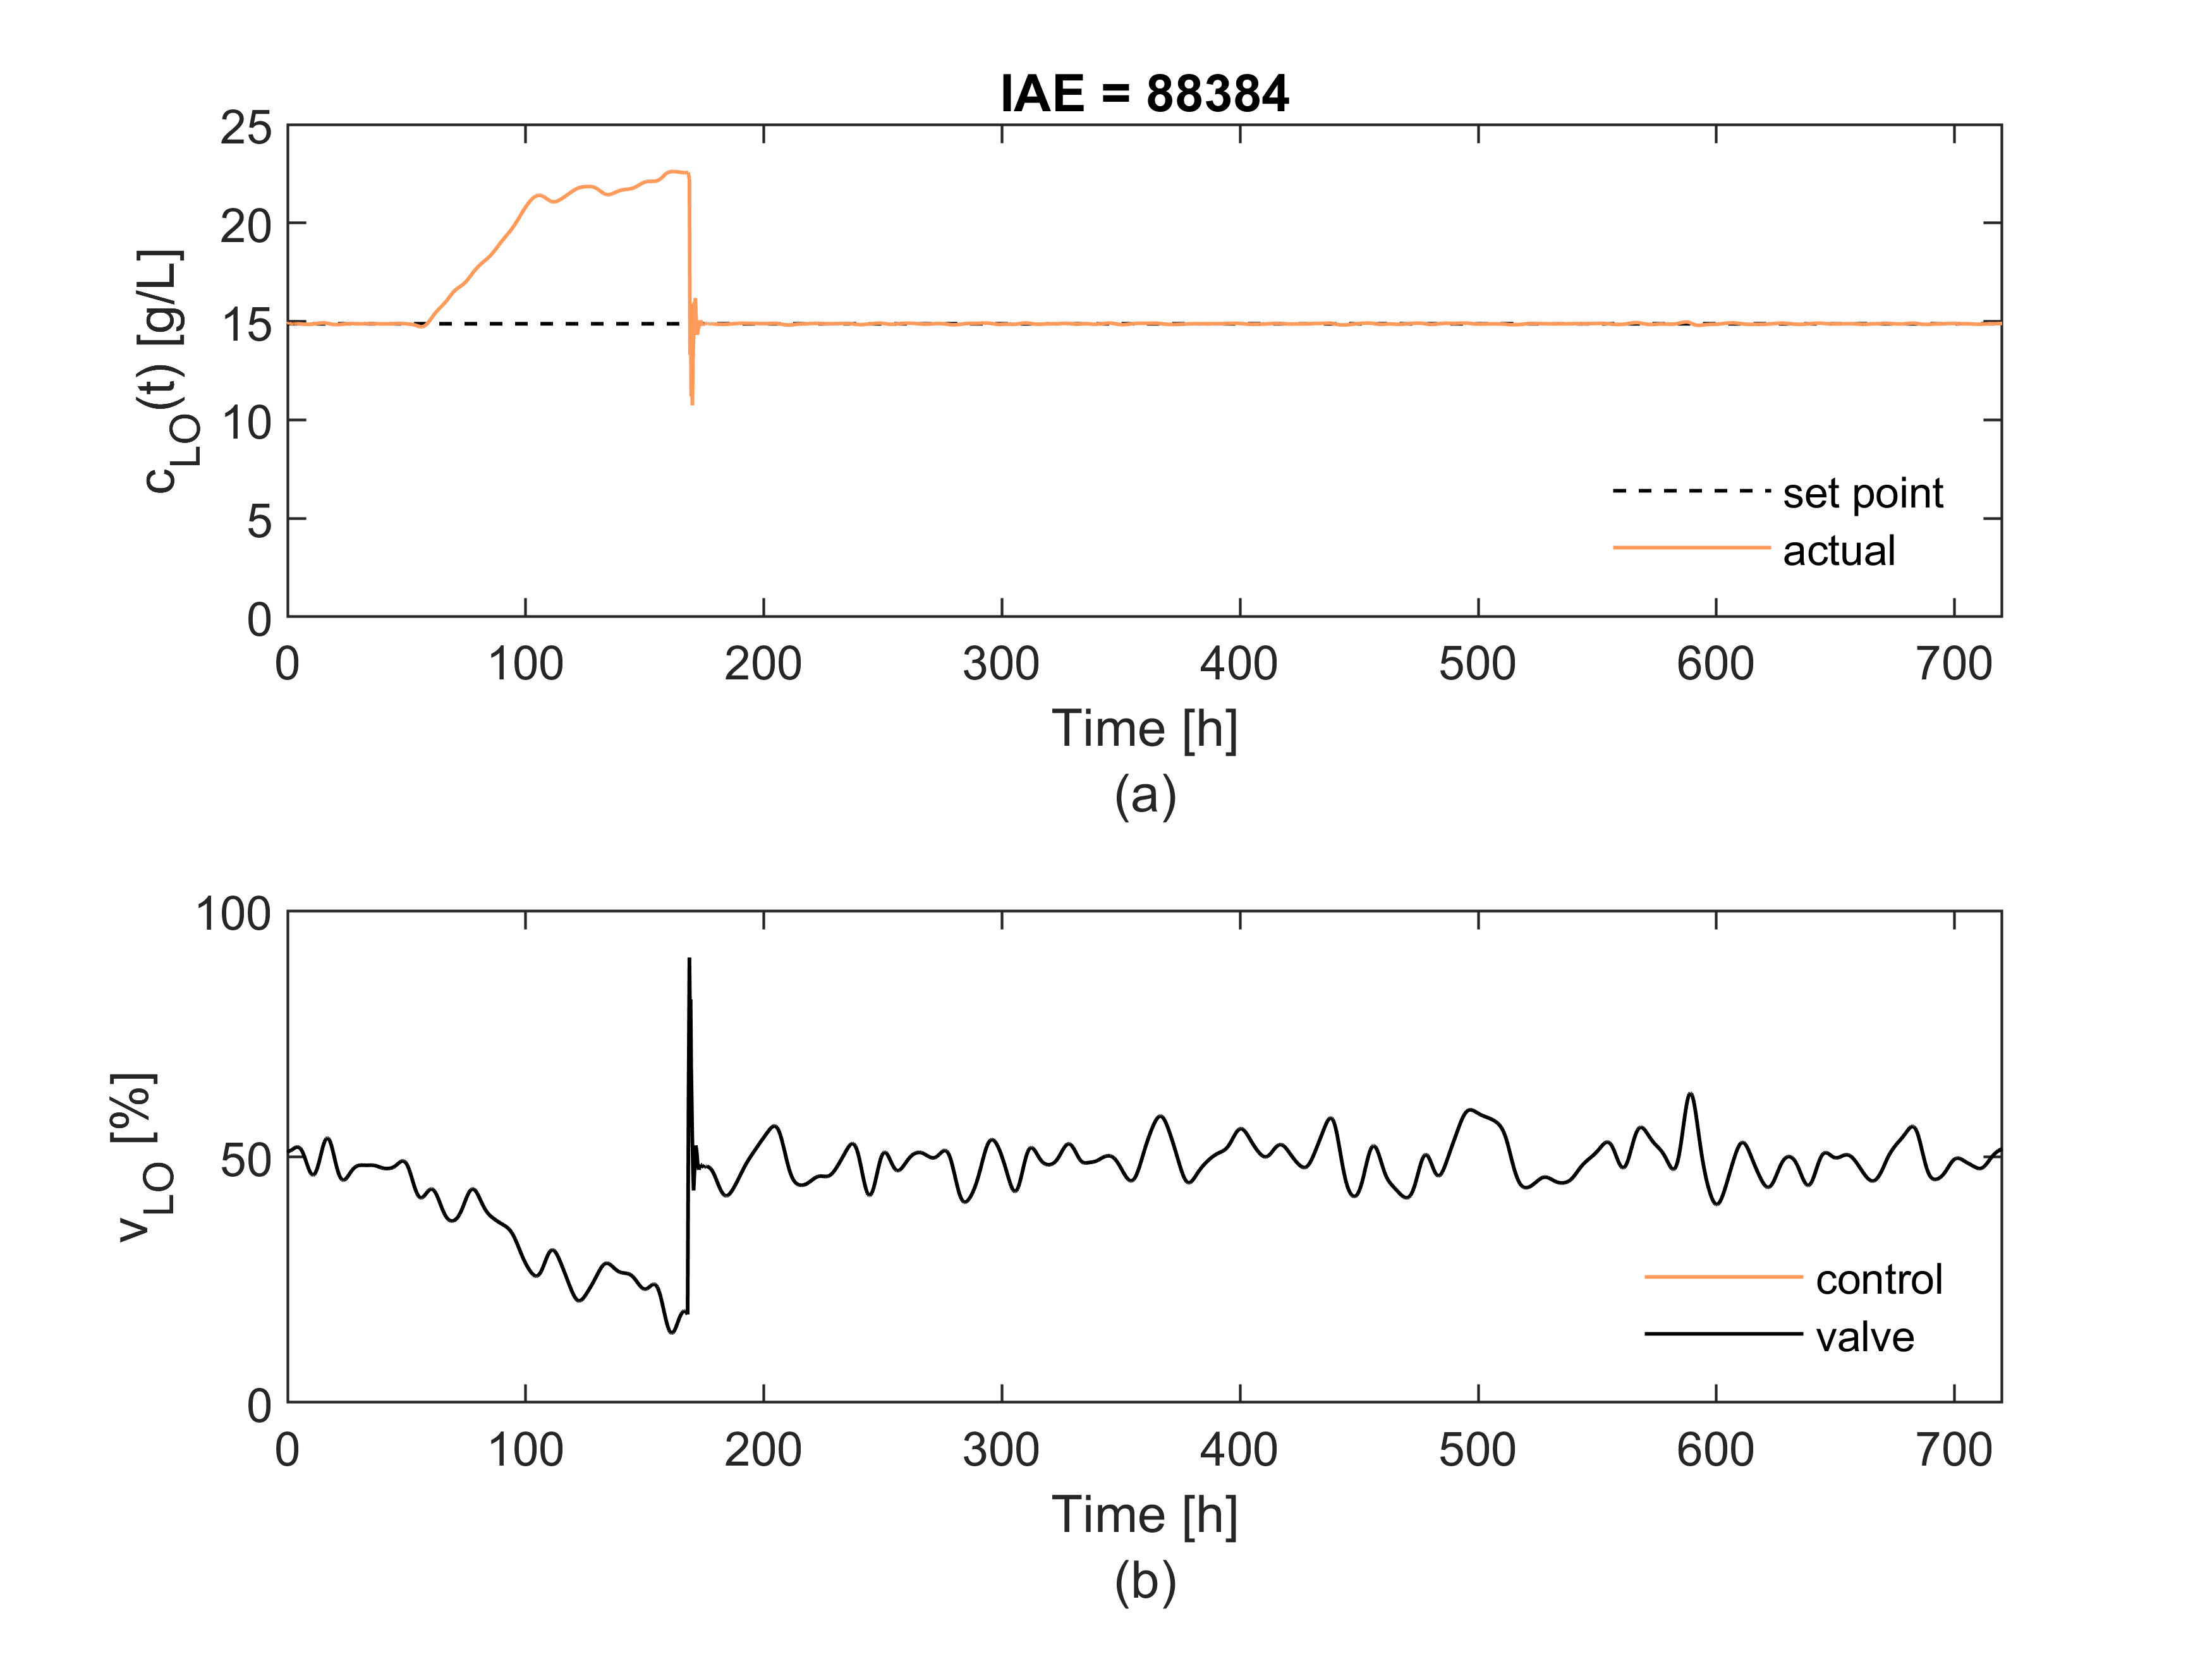 IAE = 88384
25
20
15
10
5
0
c_LO(t) [g/L]
set point
actual
0 100 200 300 400 500 600 700
Time [h]
(a)
100
50
0
v_LO [%]
control
valve
0 100 200 300 400 500 600 700
Time [h]
(b)